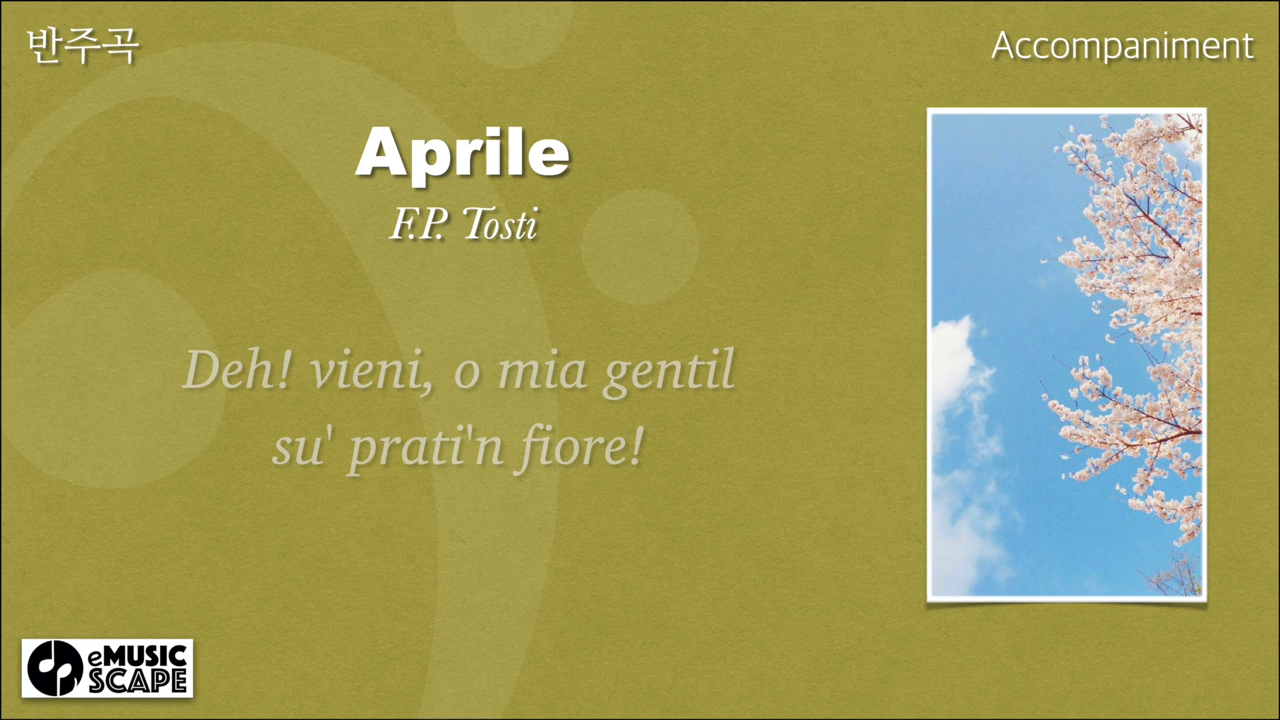 반주곡
Accompaniment
Aprile
F.P. Tosti
Deh! vieni, o mia gentil
su' prati'n fiore!
eMUSIC
SCAPE